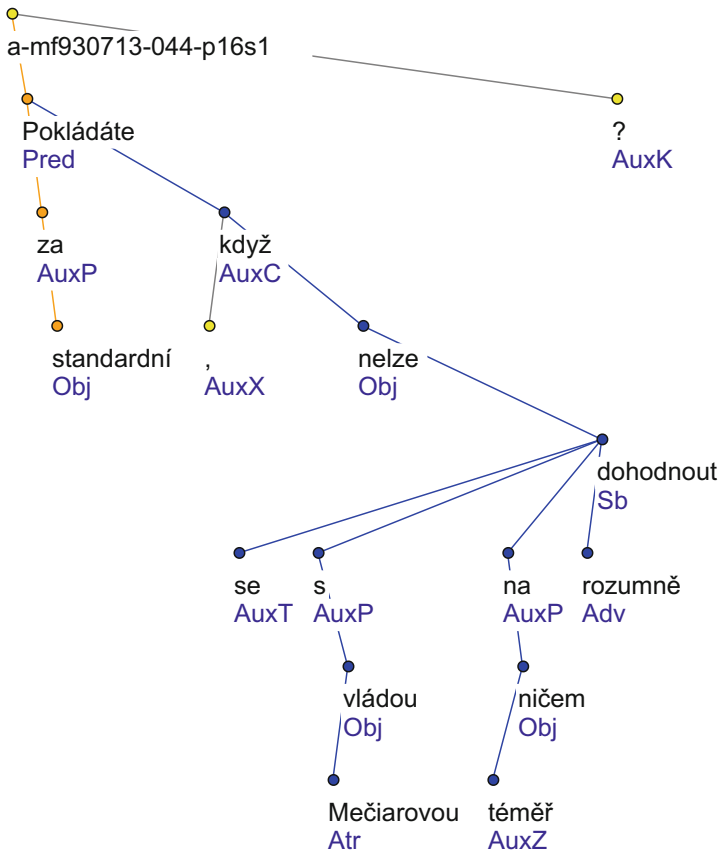 a-mf930713-044-p16s1
Pokládáte
Pred
?
AuxK
za
AuxP
když
AuxC
standardní
Obj
,
AuxX
nelze
Obj
dohodnout
Sb
se
AuxT
s
AuxP
na
AuxP
rozumně
Adv
vládou
Obj
ničem
Obj
Mečiarovou
Atr
téměř
AuxZ